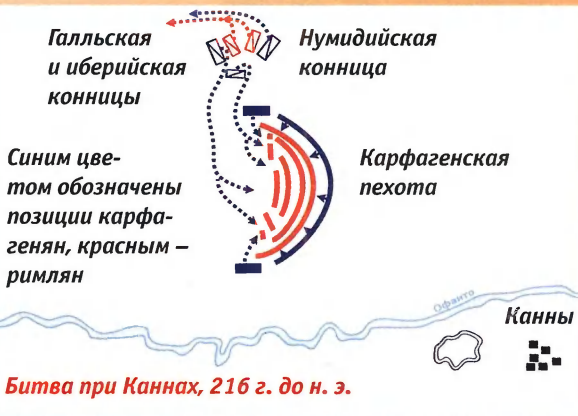 Галльская
и иберийская
конницы
Нумидийская
конница
Синим цве-
том обозначены
позиции карфа-
генян, красным –
римлян
Карфагенская
пехота
Офанто
Канны
Битва при Каннах, 216 г. до н. э.